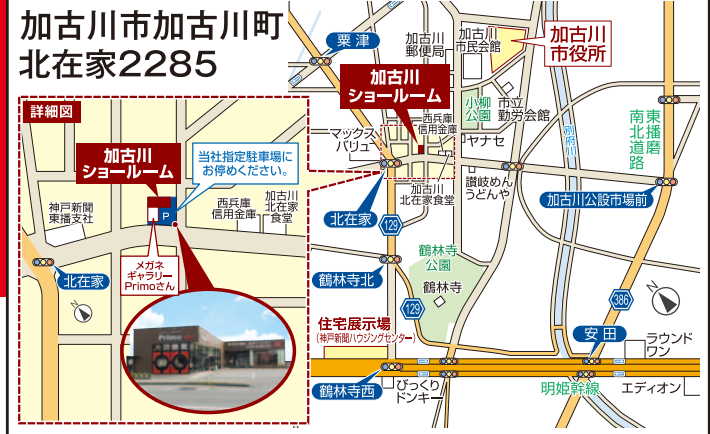 加古川市加古川町
北在家2285
詳細図
加古川
ショールーム
当社指定駐車場に
お停めください。
神戸新聞
東播支社
西兵庫
信用金庫
加古川
北在家
食堂
P
北在家
メガネ
ギャラリー
Primoさん
N
Primo
粟津
加古川
郵便局
加古川
市民会館
加古川
市役所
加古川
ショールーム
小柳
公園
市立
勤労会館
西兵庫
信用金庫
ヤナセ
マックス
バリュ
別府川
東播磨
南北道路
北在家
加古川
北在家食堂
讃岐めん
うどんや
加古川公設市場前
129
鶴林寺
公園
鶴林寺北
鶴林寺
129
386
N
住宅展示場
(神戸新聞ハウジングセンター)
安田
ラウンド
ワン
鶴林寺西
びっくり
ドンキー
明姫幹線
エディオン